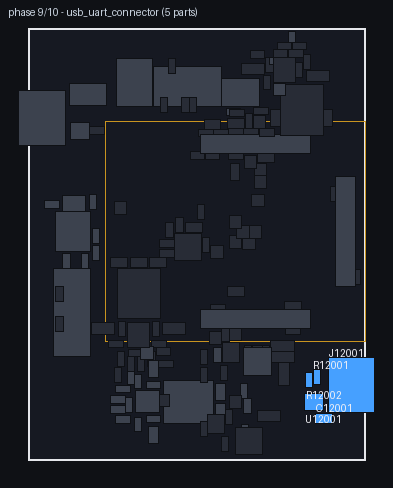 phase 9/10 - usb_uart_connector (5 parts)
J12001
R12001
R12002
C12001
U12001